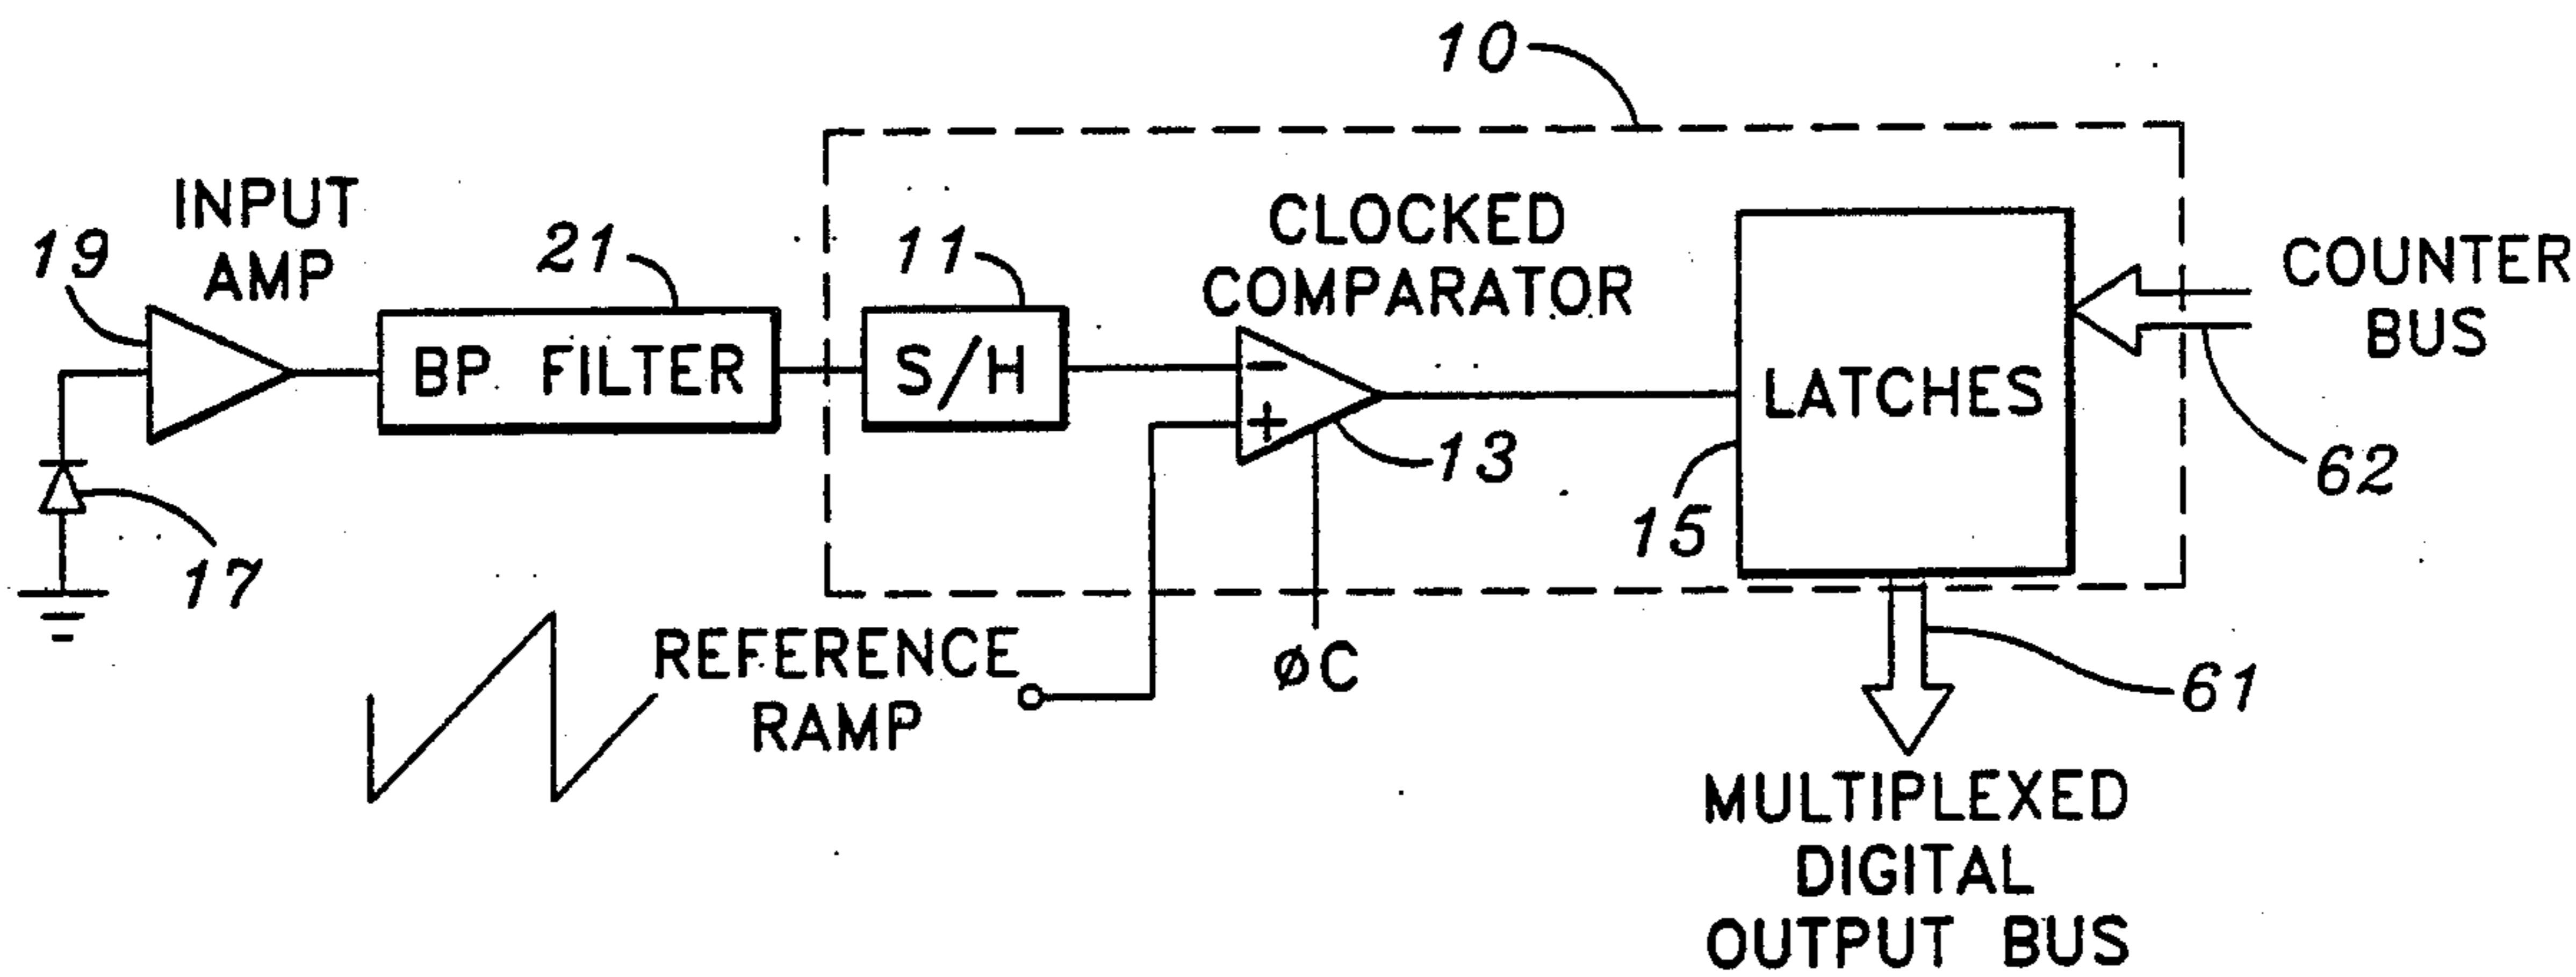 10
INPUT
AMP
19
21
11
CLOCKED
COMPARATOR
COUNTER
BUS
BP FILTER
S/H
−
+
LATCHES
13
15
62
17
REFERENCE
RAMP
øC
61
MULTIPLEXED
DIGITAL
OUTPUT BUS